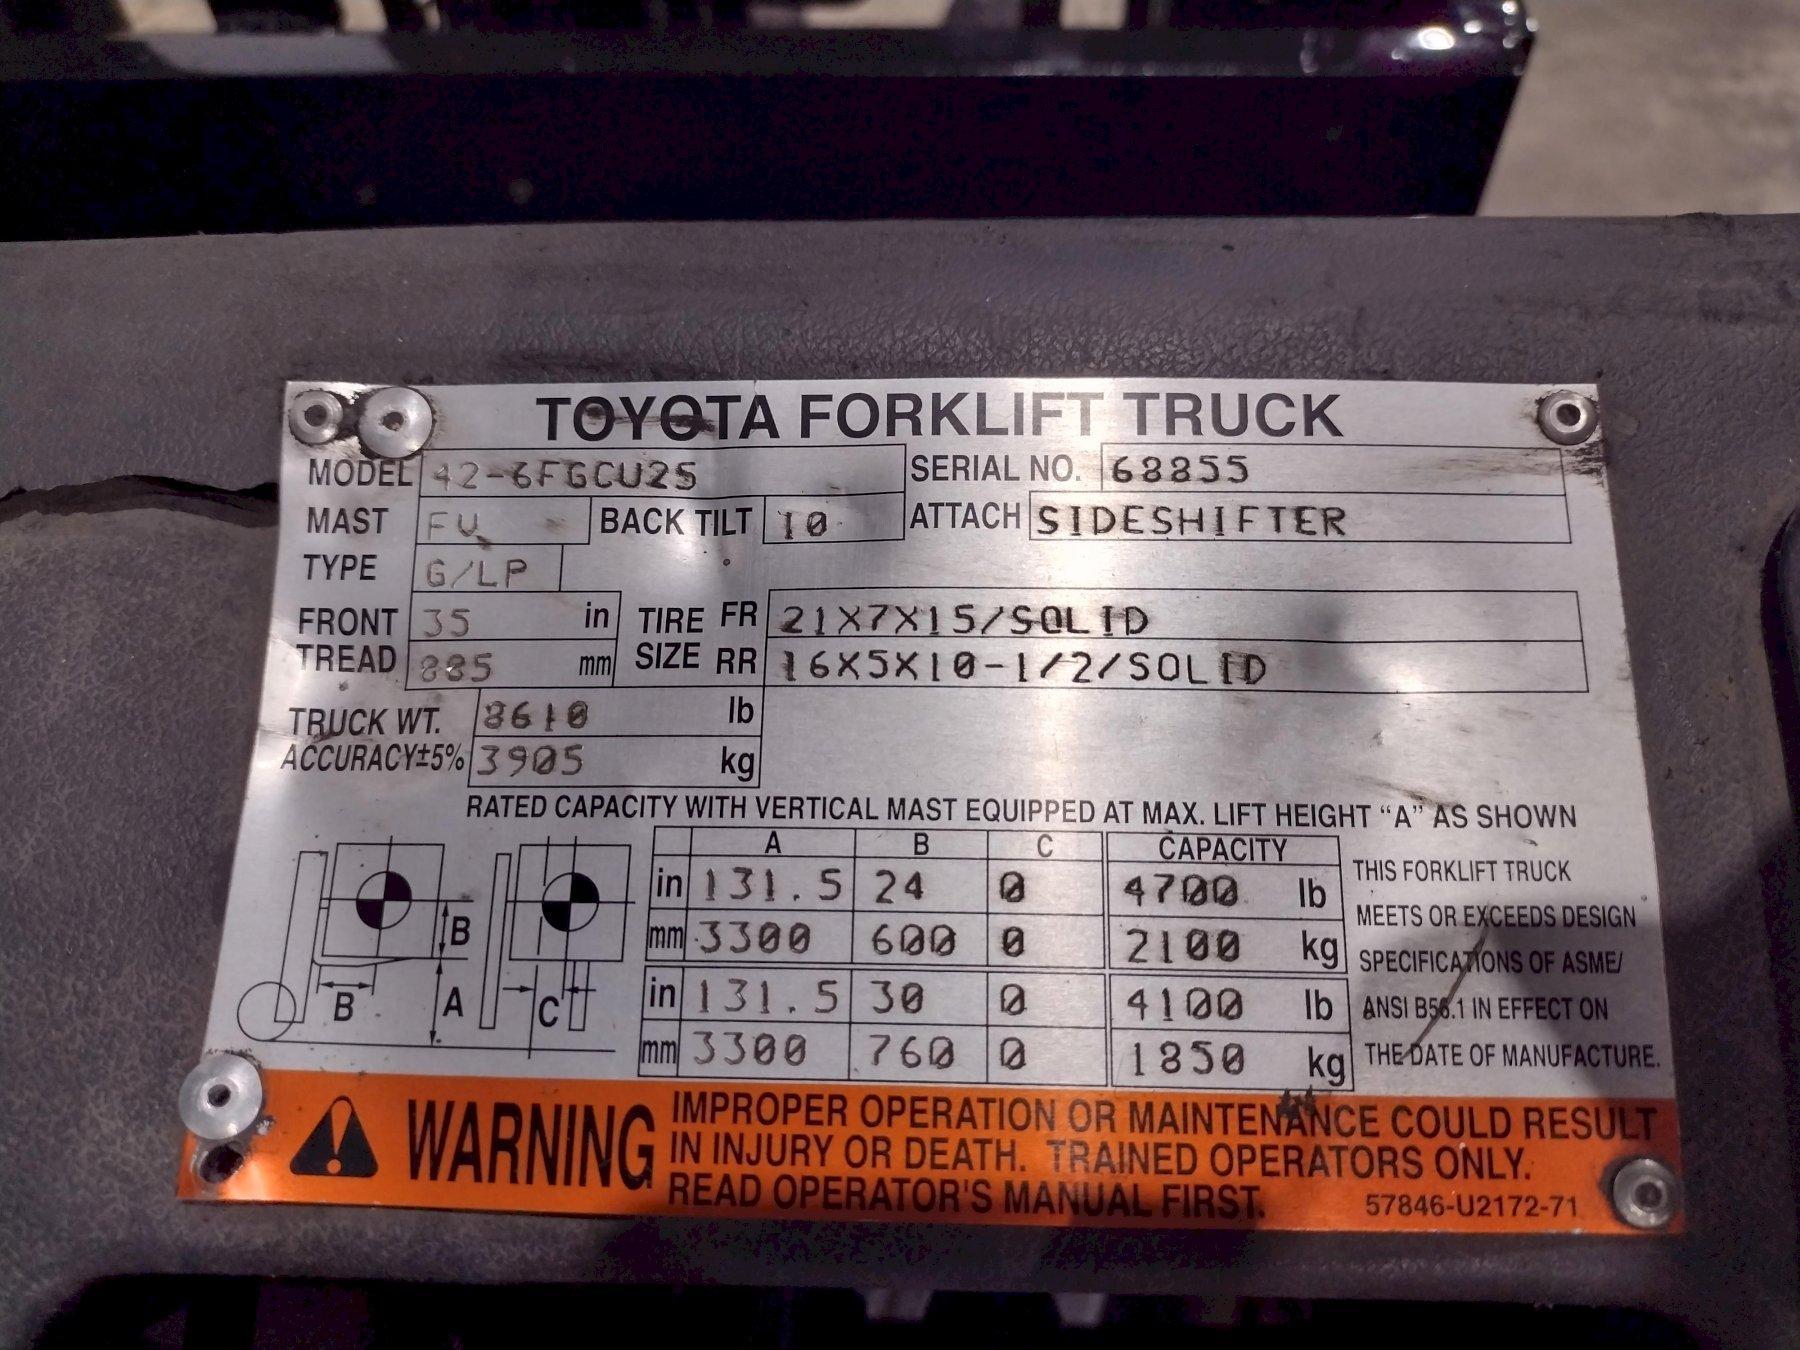 TOYOTA FORKLIFT TRUCK
MODEL 42-6FGCU25 SERIAL NO. 68855
MAST FV BACK TILT 10 ATTACH SIDESHIFTER
TYPE G/LP
FRONT 35 in TIRE FR 21X7X15/SOLID
TREAD 885 mm SIZE RR 16X5X10-1/2/SOLID
TRUCK WT. 8610 lb
ACCURACY±5% 3905 kg
RATED CAPACITY WITH VERTICAL MAST EQUIPPED AT MAX. LIFT HEIGHT “A” AS SHOWN
A B C CAPACITY
in 131.5 24 0 4700 lb
mm 3300 600 0 2100 kg
in 131.5 30 0 4100 lb
mm 3300 760 0 1850 kg
B
B A C
THIS FORKLIFT TRUCK
MEETS OR EXCEEDS DESIGN
SPECIFICATIONS OF ASME/
ANSI B56.1 IN EFFECT ON
THE DATE OF MANUFACTURE.
WARNING
IMPROPER OPERATION OR MAINTENANCE COULD RESULT
IN INJURY OR DEATH. TRAINED OPERATORS ONLY.
READ OPERATOR'S MANUAL FIRST. 57846-U2172-71